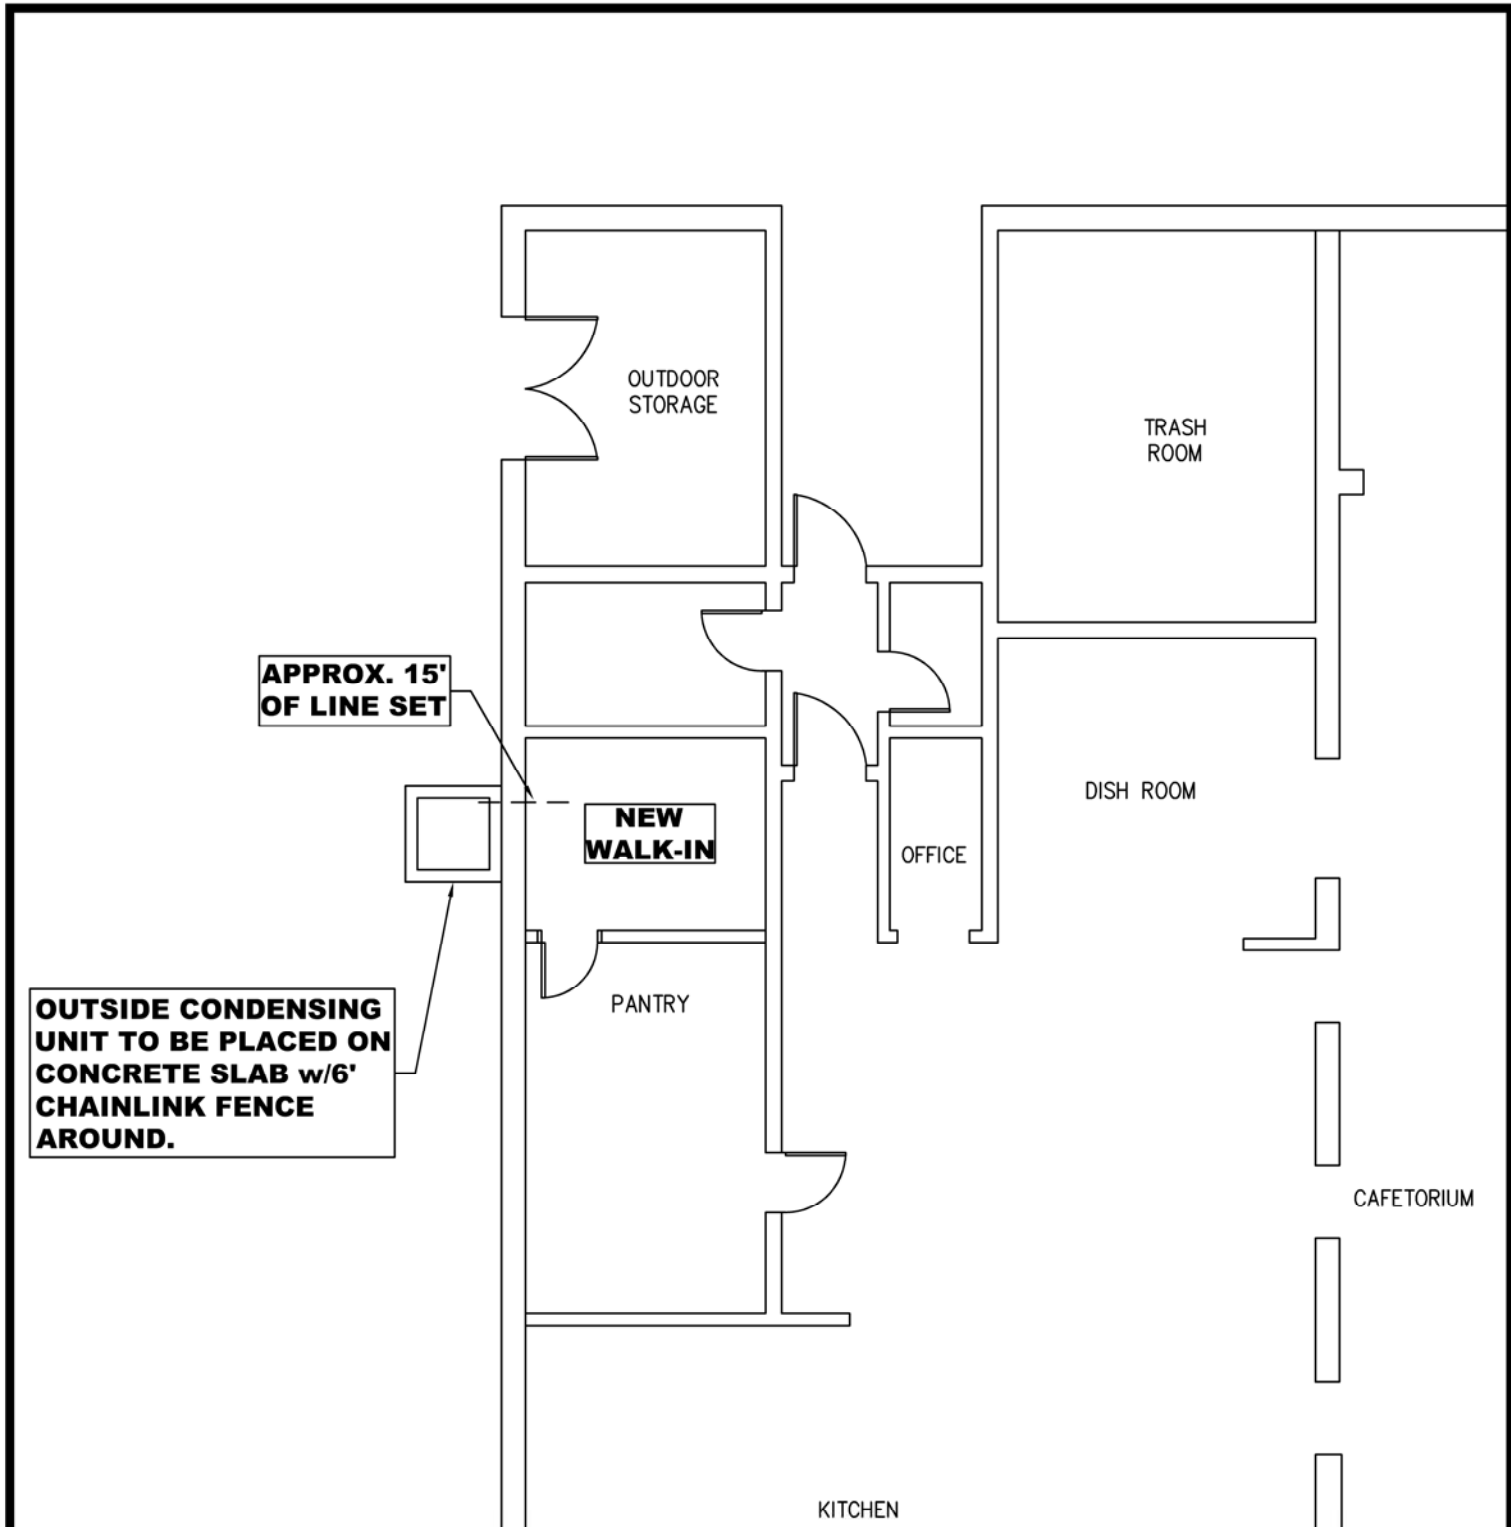 OUTDOOR
STORAGE
TRASH
ROOM
APPROX. 15'
OF LINE SET
NEW
WALK-IN
DISH ROOM
OFFICE
OUTSIDE CONDENSING
UNIT TO BE PLACED ON
CONCRETE SLAB w/6'
CHAINLINK FENCE
AROUND.
PANTRY
CAFETORIUM
KITCHEN